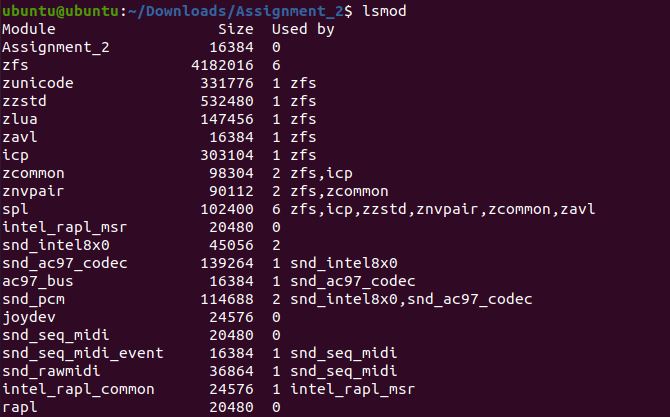 ubuntu@ubuntu:~/Downloads/Assignment_2$ lsmod
Module                  Size  Used by
Assignment_2           16384  0
zfs                  4182016  6
zunicode              331776  1 zfs
zzstd                 532480  1 zfs
zlua                  147456  1 zfs
zavl                   16384  1 zfs
icp                   303104  1 zfs
zcommon                98304  2 zfs,icp
znvpair                90112  2 zfs,zcommon
spl                   102400  6 zfs,icp,zzstd,znvpair,zcommon,zavl
intel_rapl_msr         20480  0
snd_intel8x0           45056  2
snd_ac97_codec        139264  1 snd_intel8x0
ac97_bus               16384  1 snd_ac97_codec
snd_pcm               114688  2 snd_intel8x0,snd_ac97_codec
joydev                 24576  0
snd_seq_midi           20480  0
snd_seq_midi_event     16384  1 snd_seq_midi
snd_rawmidi            36864  1 snd_seq_midi
intel_rapl_common      24576  1 intel_rapl_msr
rapl                   20480  0